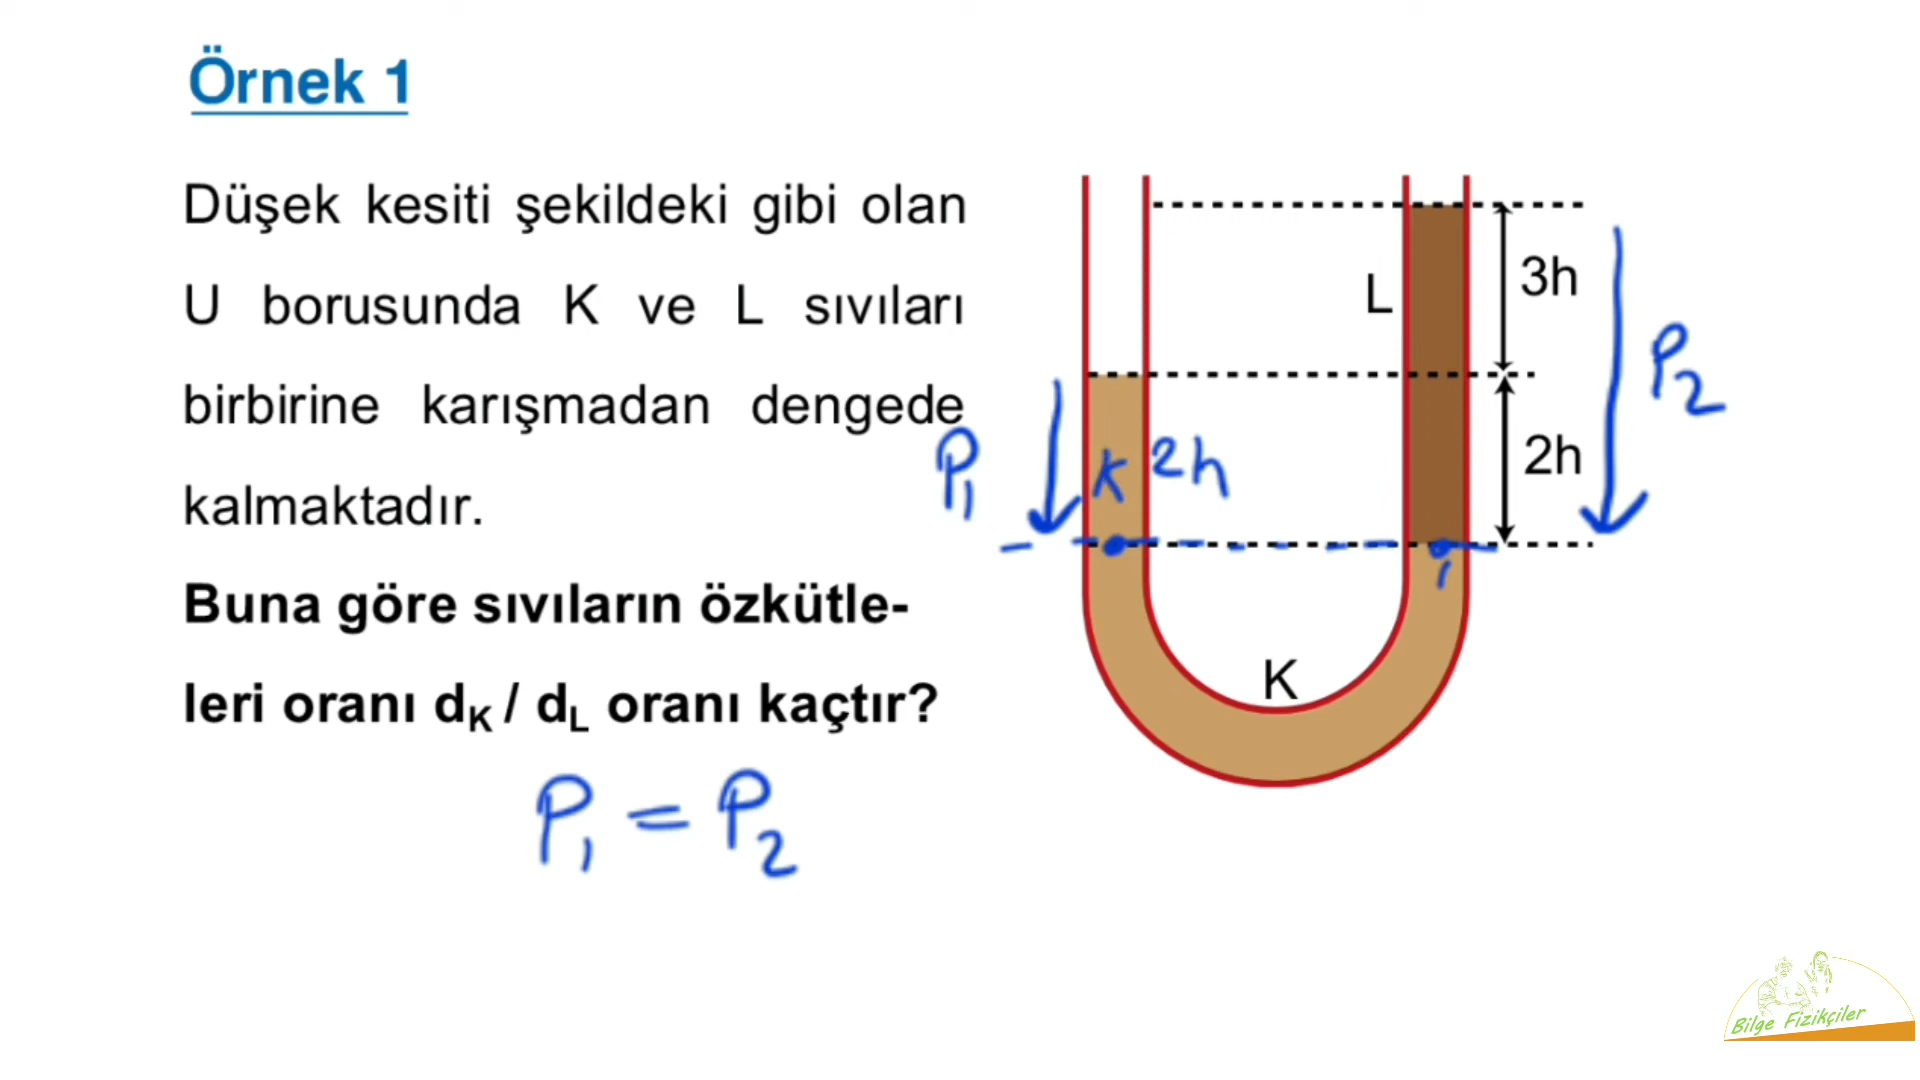 Örnek 1
Düşek kesiti şekildeki gibi olan
U borusunda K ve L sıvıları
birbirine karışmadan dengede
kalmaktadır.
Buna göre sıvıların özkütle-
leri oranı dK / dL oranı kaçtır?
P1 = P2
L
3h
P2
P1
K
2h
2h
K
Bilge Fizikçiler